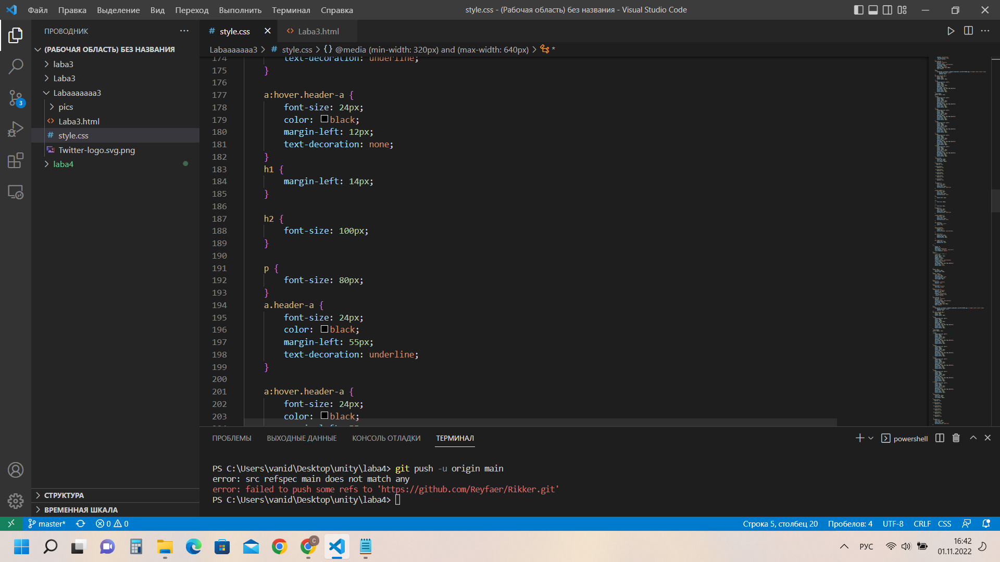 Файл Правка Выделение Вид Переход Выполнить Терминал Справка
style.css - (Рабочая область) без названия - Visual Studio Code
ПРОВОДНИК
(РАБОЧАЯ ОБЛАСТЬ) БЕЗ НАЗВАНИЯ
laba3
Laba3
Labaaaaaaa3
pics
Laba3.html
style.css
Twitter-logo.svg.png
laba4
3
СТРУКТУРА
ВРЕМЕННАЯ ШКАЛА
# style.css
<> Laba3.html
Labaaaaaaa3 > # style.css > {} @media (min-width: 320px) and (max-width: 640px) > *
174 text-decoration: underline;
175 }
176
177 a:hover.header-a {
178 font-size: 24px;
179 color: black;
180 margin-left: 12px;
181 text-decoration: none;
182 }
183 h1 {
184 margin-left: 14px;
185 }
186
187 h2 {
188 font-size: 100px;
189 }
190
191 p {
192 font-size: 80px;
193 }
194 a.header-a {
195 font-size: 24px;
196 color: black;
197 margin-left: 55px;
198 text-decoration: underline;
199 }
200
201 a:hover.header-a {
202 font-size: 24px;
203 color: black;
ПРОБЛЕМЫ ВЫХОДНЫЕ ДАННЫЕ КОНСОЛЬ ОТЛАДКИ ТЕРМИНАЛ
powershell
PS C:\Users\vanid\Desktop\unity\laba4> git push -u origin main
error: src refspec main does not match any
error: failed to push some refs to 'https://github.com/Reyfaer/Rikker.git'
PS C:\Users\vanid\Desktop\unity\laba4>
master* 0 0
Строка 5, столбец 20 Пробелов: 4 UTF-8 CRLF CSS
C
РУС
16:42
01.11.2022